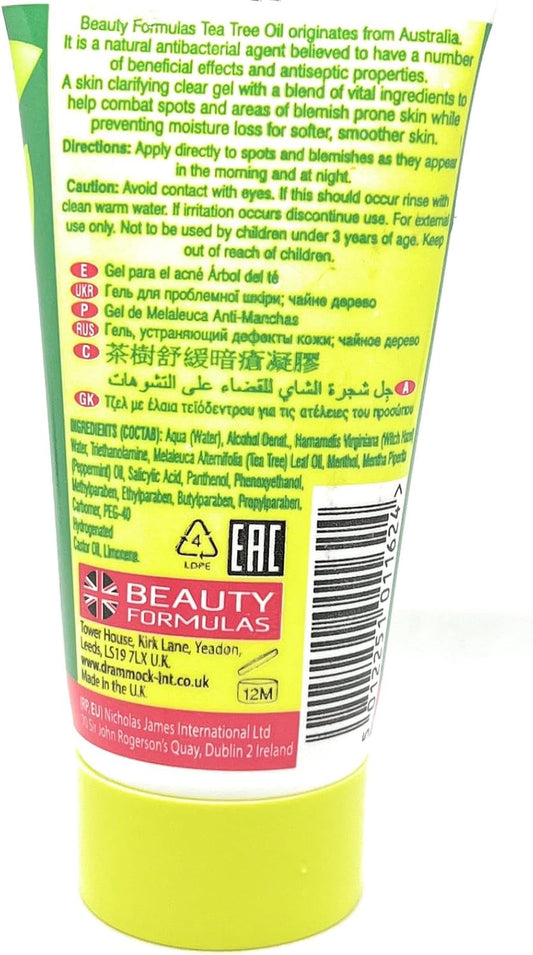 Beauty Formulas Tea Tree Oil originates from Australia.
It is a natural antibacterial agent believed to have a number
of beneficial effects and antiseptic properties.
A skin clarifying clear gel with a blend of vital ingredients to
help combat spots and areas of blemish prone skin while
preventing moisture loss for softer, smoother skin.
Directions: Apply directly to spots and blemishes as they appear
in the morning and at night.
Caution: Avoid contact with eyes. If this should occur rinse with
clean warm water. If irritation occurs discontinue use. For external
use only. Not to be used by children under 3 years of age. Keep
out of reach of children.
E Gel para el acné Árbol del té
UKR Гель для проблемної шкіри; чайне дерево
P Gel de Melaleuca Anti-Manchas
RUS Гель, устраняющий дефекты кожи; чайное дерево
C 茶樹舒緩暗瘡凝膠
A جل شجرة الشاي للقضاء على التشوهات
GK Τζελ με έλαια τεϊόδεντρου για τις ατέλειες του προσώπου
INGREDIENTS (СОСТАВ): Aqua (Water), Alcohol Denat., Hamamelis Virginiana (Witch Hazel)
Water, Triethanolamine, Melaleuca Alternifolia (Tea Tree) Leaf Oil, Menthol, Mentha Piperita
(Peppermint) Oil, Salicylic Acid, Panthenol, Phenoxyethanol,
Methylparaben, Ethylparaben, Butylparaben, Propylparaben,
Carbomer, PEG-40
Hydrogenated
Castor Oil, Limonene.
4
LDPE
EAC
BEAUTY
FORMULAS
Tower House, Kirk Lane, Yeadon,
Leeds, LS19 7LX U.K.
www.drammock-int.co.uk
Made in the U.K
12M
(RP, EU) Nicholas James International Ltd
70 Sir John Rogerson's Quay, Dublin 2 Ireland
5 012251 011624 >